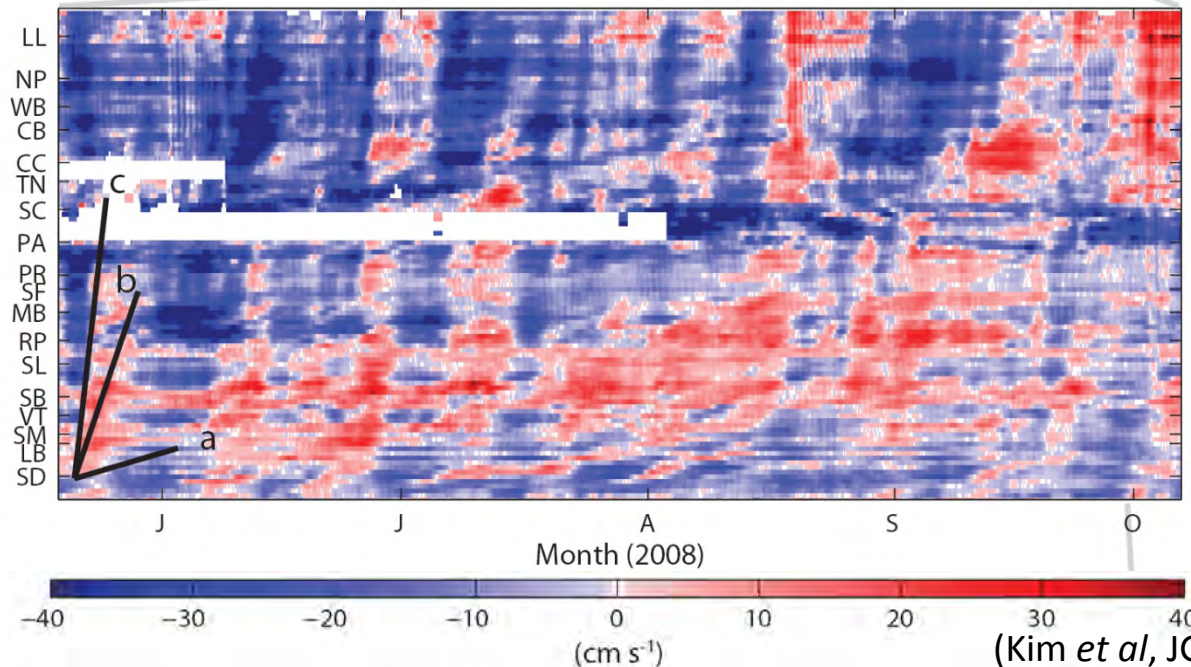 LL
NP
WB
CB
CC
TN
c
SC
PA
PR
b
SF
MB
RP
SL
SB
VT
SM
a
LB
SD
J J A S O
Month (2008)
−40 −30 −20 −10 0 10 20 30 40
(cm s⁻¹)
(Kim et al, JG